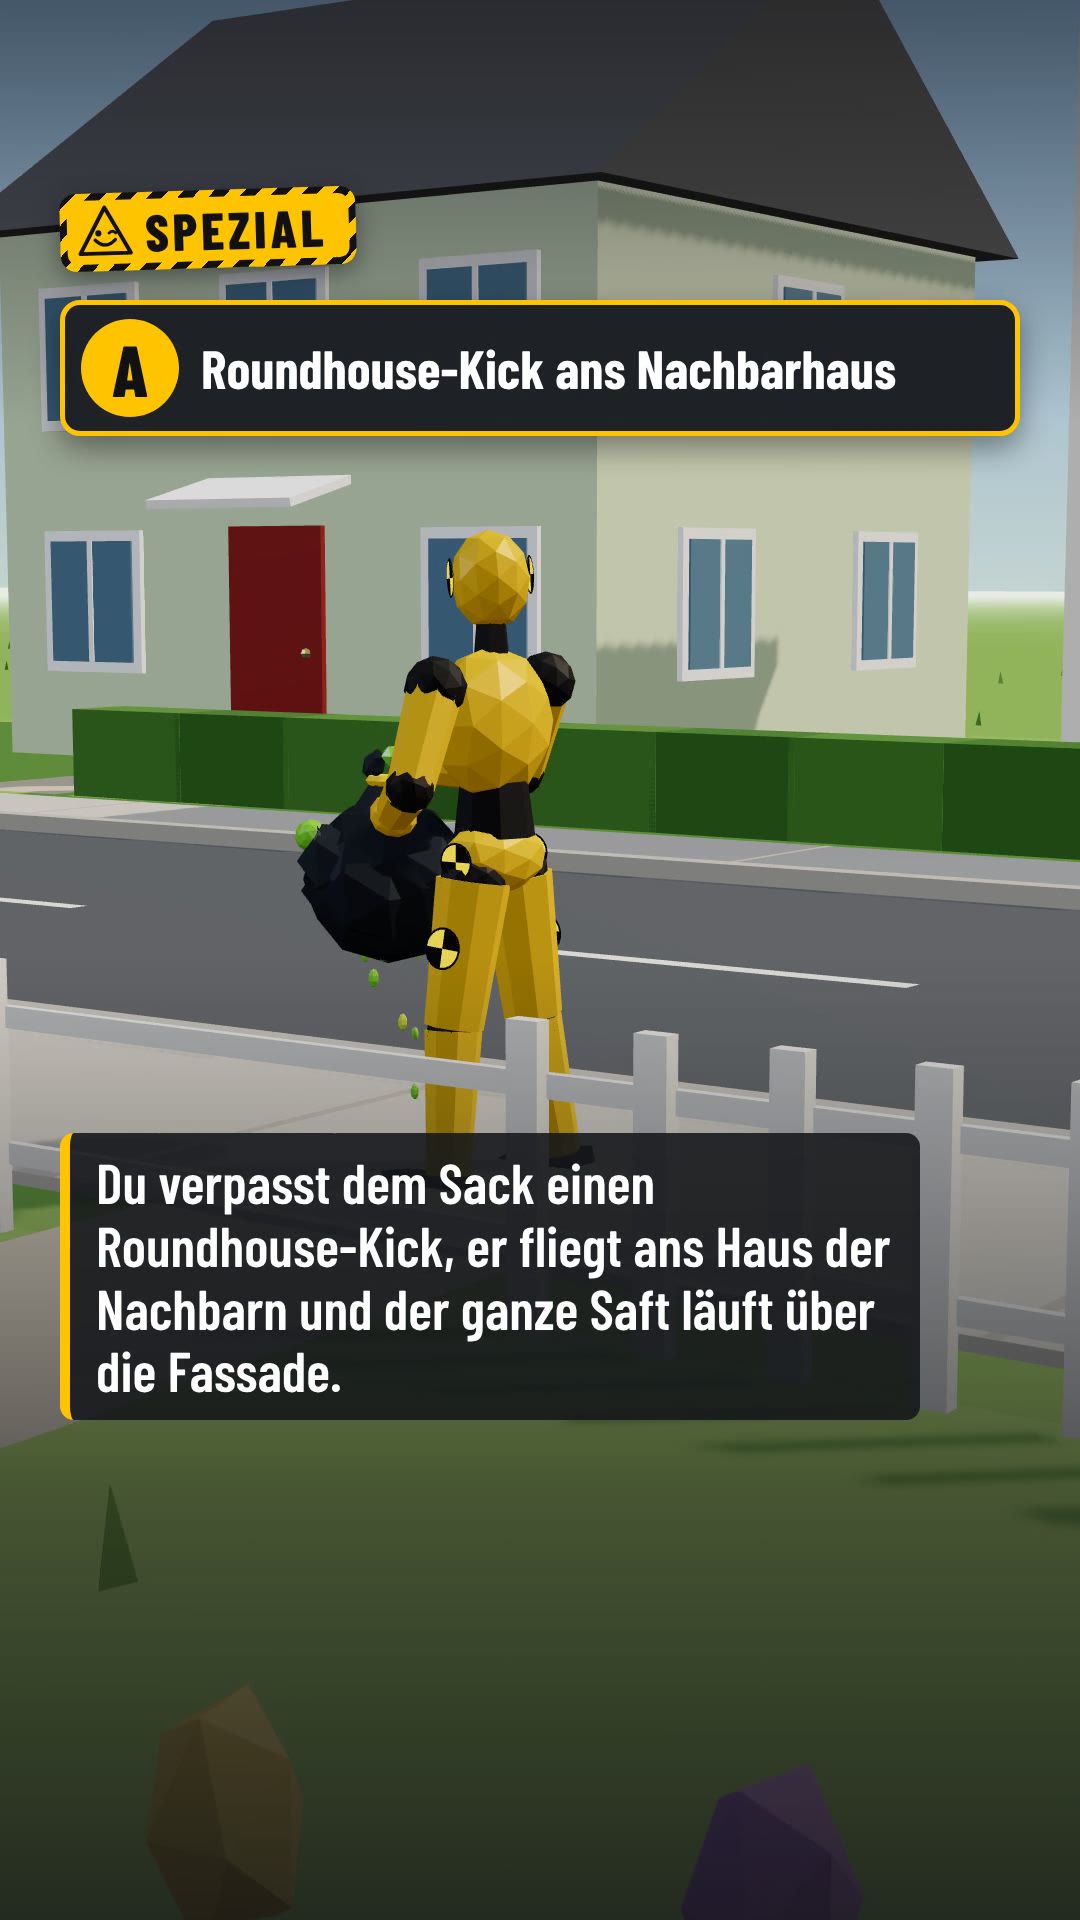 SPEZIAL
A Roundhouse-Kick ans Nachbarhaus
Du verpasst dem Sack einen
Roundhouse-Kick, er fliegt ans Haus der
Nachbarn und der ganze Saft läuft über
die Fassade.